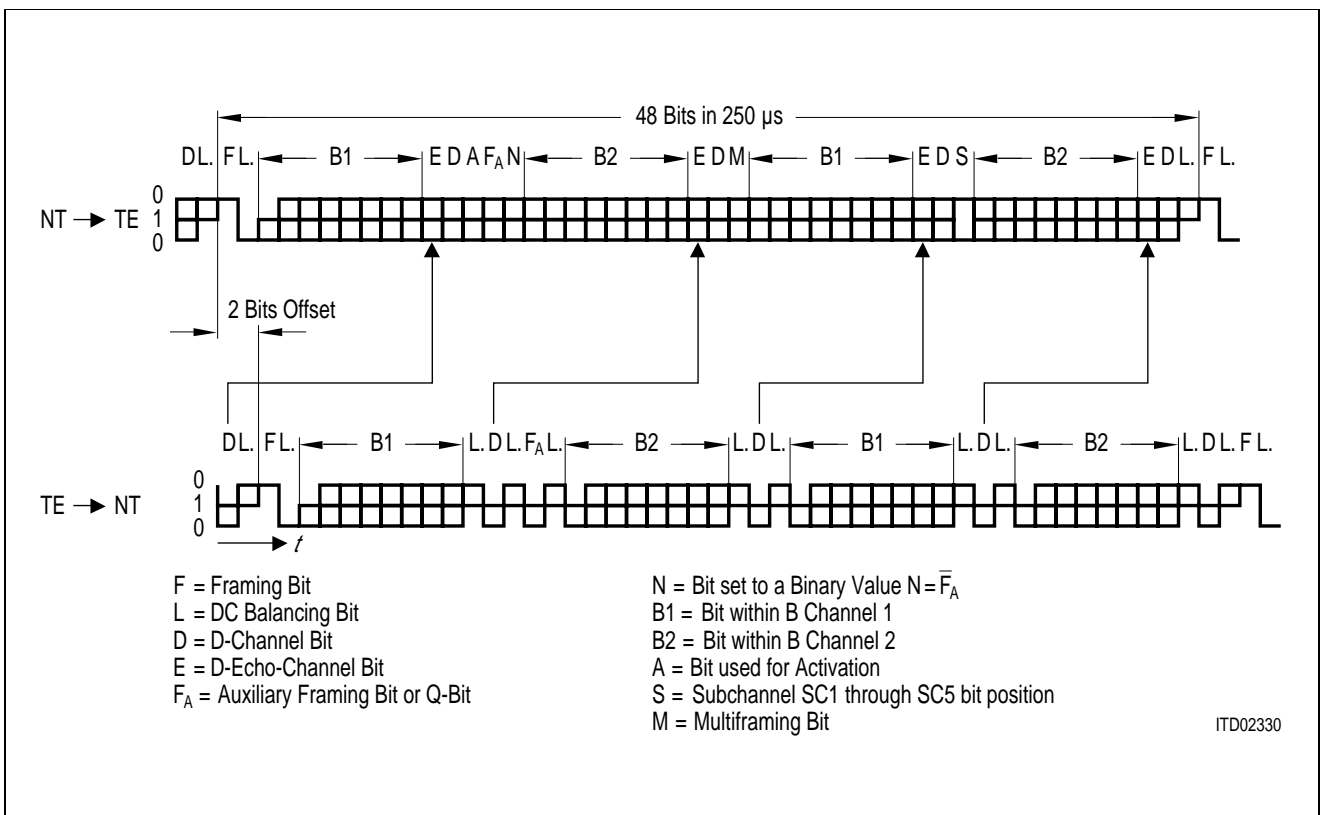 48 Bits in 250 µs
D L. F L. B1 E D A F_A N B2 E D M B1 E D S B2 E D L. F L.
0
NT → TE 1
0
2 Bits Offset
D L. F L. B1 L. D L. F_A L. B2 L. D L. B1 L. D L. B2 L. D L. F L.
0
TE → NT 1
0
t
F = Framing Bit
L = DC Balancing Bit
D = D-Channel Bit
E = D-Echo-Channel Bit
F_A = Auxiliary Framing Bit or Q-Bit
N = Bit set to a Binary Value N = F̅_A
B1 = Bit within B Channel 1
B2 = Bit within B Channel 2
A = Bit used for Activation
S = Subchannel SC1 through SC5 bit position
M = Multiframing Bit
ITD02330